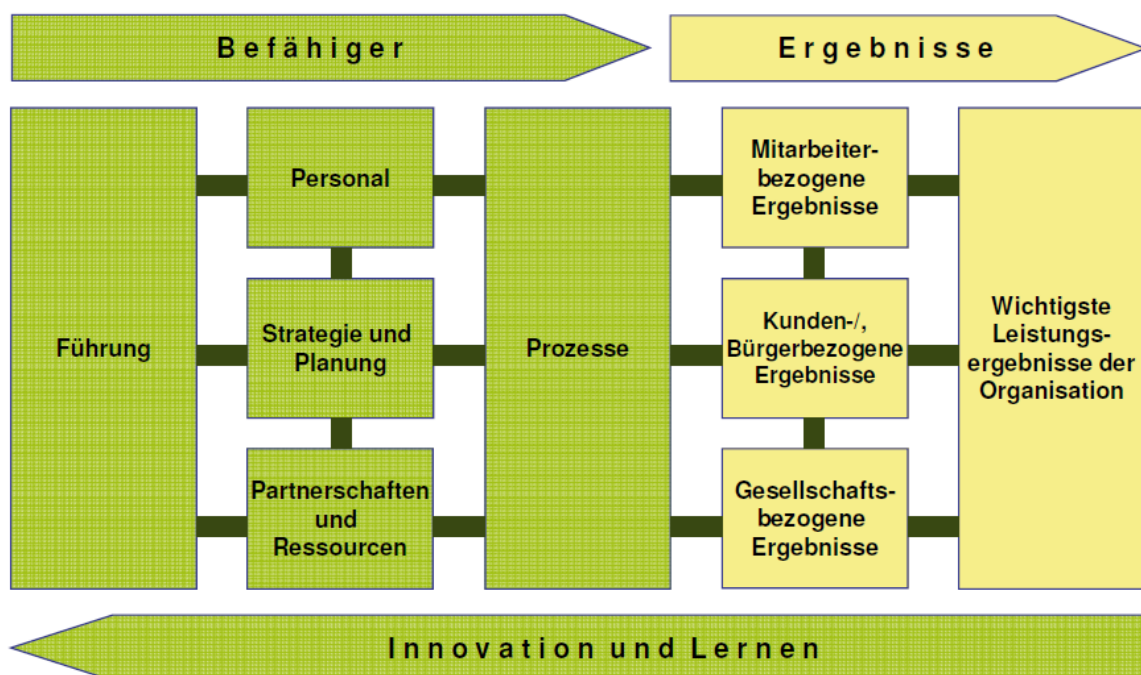 Befähiger
Ergebnisse
Führung
Personal
Strategie und
Planung
Partnerschaften
und
Ressourcen
Prozesse
Mitarbeiter-
bezogene
Ergebnisse
Kunden-/,
Bürgerbezogene
Ergebnisse
Gesellschafts-
bezogene
Ergebnisse
Wichtigste
Leistungs-
ergebnisse der
Organisation
Innovation und Lernen